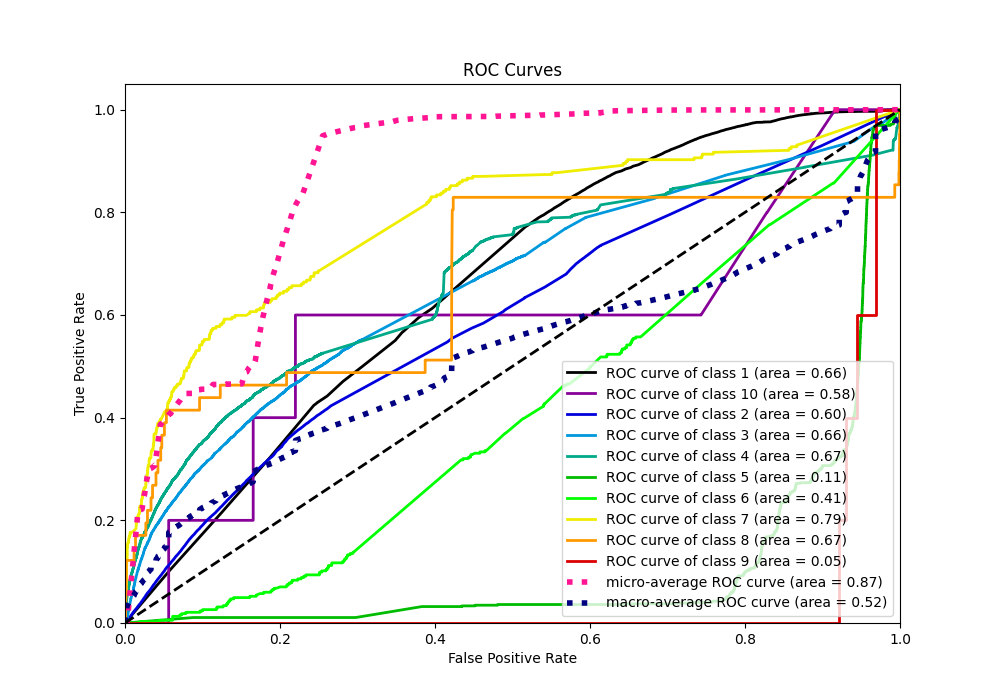 ROC Curves
1.0
0.8
0.6
0.4
0.2
0.0
True Positive Rate
ROC curve of class 1 (area = 0.66)
ROC curve of class 10 (area = 0.58)
ROC curve of class 2 (area = 0.60)
ROC curve of class 3 (area = 0.66)
ROC curve of class 4 (area = 0.67)
ROC curve of class 5 (area = 0.11)
ROC curve of class 6 (area = 0.41)
ROC curve of class 7 (area = 0.79)
ROC curve of class 8 (area = 0.67)
ROC curve of class 9 (area = 0.05)
micro-average ROC curve (area = 0.87)
macro-average ROC curve (area = 0.52)
0.0 0.2 0.4 0.6 0.8 1.0
False Positive Rate